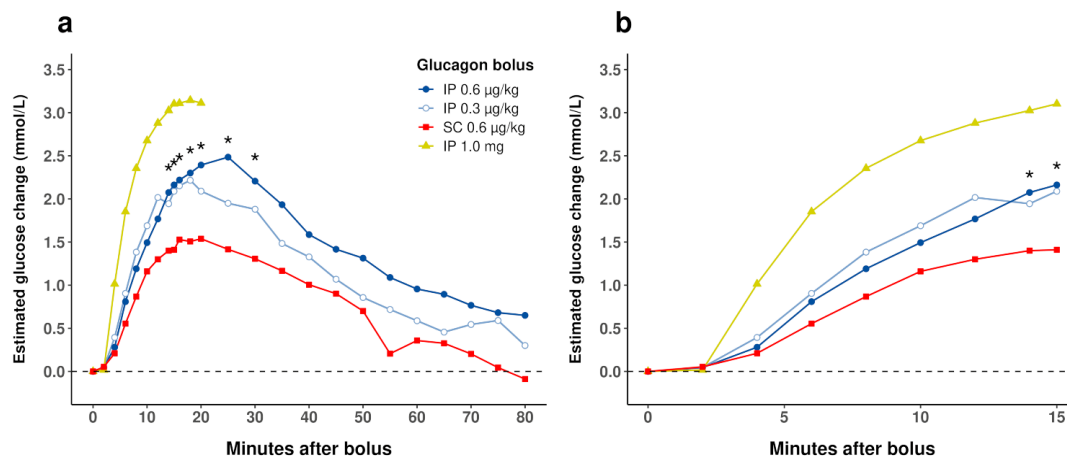 a
Estimated glucose change (mmol/L)
3.5
3.0
2.5
2.0
1.5
1.0
0.5
0.0
Glucagon bolus
IP 0.6 µg/kg
IP 0.3 µg/kg
SC 0.6 µg/kg
IP 1.0 mg
* * * * * * *
0 10 20 30 40 50 60 70 80
Minutes after bolus
b
Estimated glucose change (mmol/L)
3.5
3.0
2.5
2.0
1.5
1.0
0.5
0.0
* *
0 5 10 15
Minutes after bolus